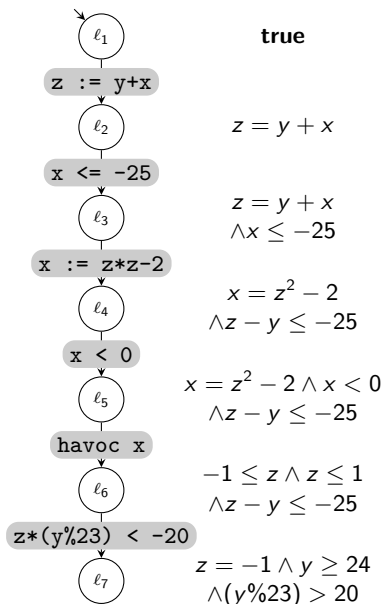 ℓ₁ true
z := y+x
ℓ₂ z = y + x
x <= -25
ℓ₃ z = y + x
∧x ≤ −25
x := z*z-2
ℓ₄ x = z² − 2
∧z − y ≤ −25
x < 0
ℓ₅ x = z² − 2 ∧ x < 0
∧z − y ≤ −25
havoc x
ℓ₆ −1 ≤ z ∧ z ≤ 1
∧z − y ≤ −25
z*(y%23) < -20
ℓ₇ z = −1 ∧ y ≥ 24
∧(y%23) > 20